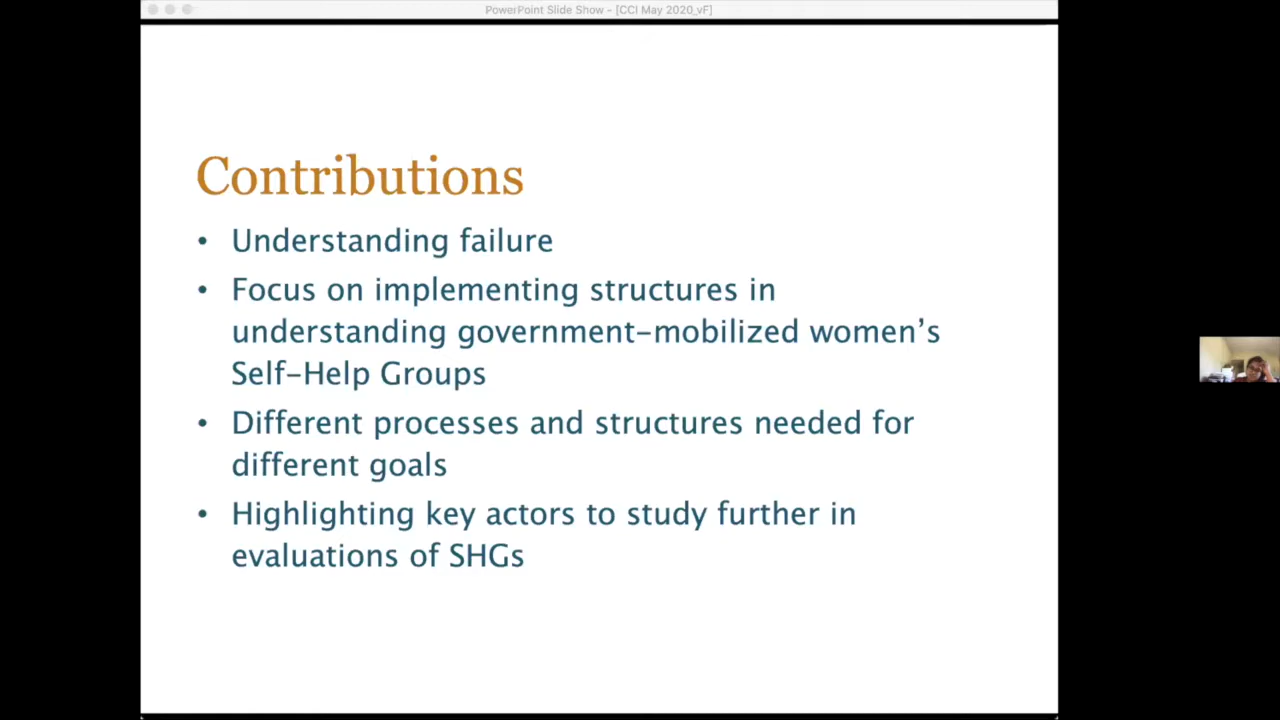 PowerPoint Slide Show - [CCI May 2020_vF]
Contributions
• Understanding failure
• Focus on implementing structures in
understanding government-mobilized women’s
Self-Help Groups
• Different processes and structures needed for
different goals
• Highlighting key actors to study further in
evaluations of SHGs